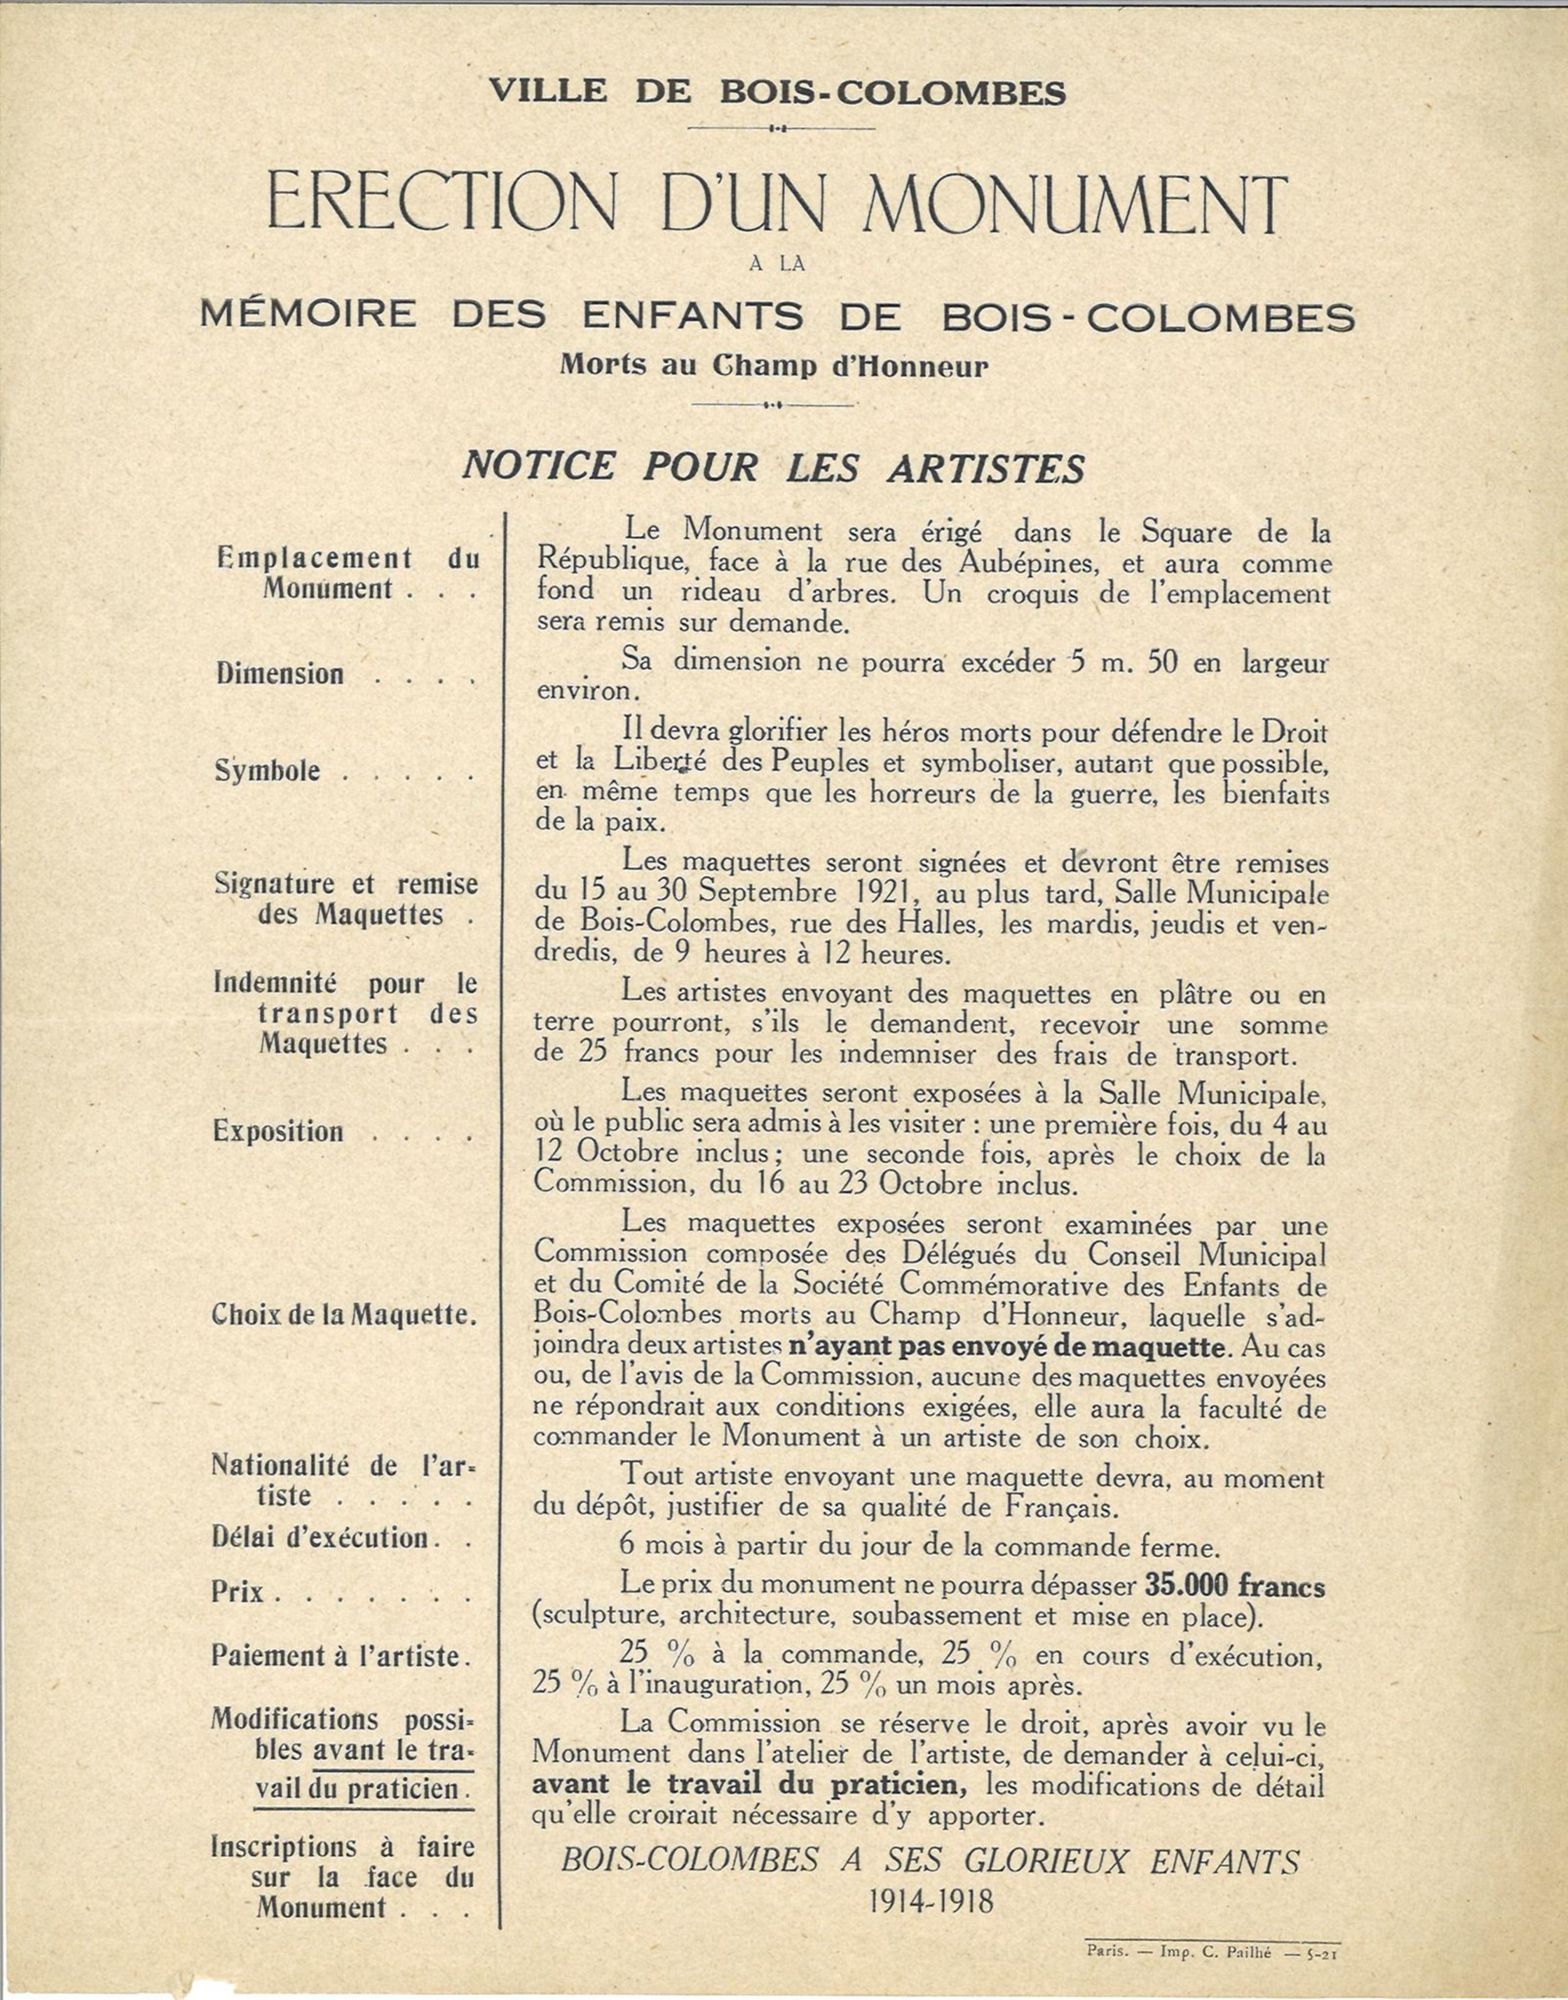 VILLE DE BOIS-COLOMBES
ERECTION D'UN MONUMENT
A LA
MÉMOIRE DES ENFANTS DE BOIS-COLOMBES
Morts au Champ d'Honneur
NOTICE POUR LES ARTISTES
Emplacement du
Monument . . .
Le Monument sera érigé dans le Square de la
République, face à la rue des Aubépines, et aura comme
fond un rideau d'arbres. Un croquis de l'emplacement
sera remis sur demande.
Dimension . . . .
Sa dimension ne pourra excéder 5 m. 50 en largeur
environ.
Symbole . . . . .
Il devra glorifier les héros morts pour défendre le Droit
et la Liberté des Peuples et symboliser, autant que possible,
en même temps que les horreurs de la guerre, les bienfaits
de la paix.
Signature et remise
des Maquettes .
Les maquettes seront signées et devront être remises
du 15 au 30 Septembre 1921, au plus tard, Salle Municipale
de Bois-Colombes, rue des Halles, les mardis, jeudis et ven-
dredis, de 9 heures à 12 heures.
Indemnité pour le
transport des
Maquettes . . .
Les artistes envoyant des maquettes en plâtre ou en
terre pourront, s'ils le demandent, recevoir une somme
de 25 francs pour les indemniser des frais de transport.
Exposition . . . .
Les maquettes seront exposées à la Salle Municipale,
où le public sera admis à les visiter : une première fois, du 4 au
12 Octobre inclus ; une seconde fois, après le choix de la
Commission, du 16 au 23 Octobre inclus.
Choix de la Maquette.
Les maquettes exposées seront examinées par une
Commission composée des Délégués du Conseil Municipal
et du Comité de la Société Commémorative des Enfants de
Bois-Colombes morts au Champ d'Honneur, laquelle s'ad-
joindra deux artistes n'ayant pas envoyé de maquette. Au cas
ou, de l'avis de la Commission, aucune des maquettes envoyées
ne répondrait aux conditions exigées, elle aura la faculté de
commander le Monument à un artiste de son choix.
Nationalité de l'ar-
tiste . . . . .
Tout artiste envoyant une maquette devra, au moment
du dépôt, justifier de sa qualité de Français.
Délai d'exécution. .
6 mois à partir du jour de la commande ferme.
Prix . . . . . . .
Le prix du monument ne pourra dépasser 35.000 francs
(sculpture, architecture, soubassement et mise en place).
Paiement à l'artiste.
25 % à la commande, 25 % en cours d'exécution,
25 % à l'inauguration, 25 % un mois après.
Modifications possi-
bles avant le tra-
vail du praticien.
La Commission se réserve le droit, après avoir vu le
Monument dans l'atelier de l'artiste, de demander à celui-ci,
avant le travail du praticien, les modifications de détail
qu'elle croirait nécessaire d'y apporter.
Inscriptions à faire
sur la face du
Monument . . .
BOIS-COLOMBES A SES GLORIEUX ENFANTS
1914-1918
Paris. — Imp. C. Pailhé — 5-21